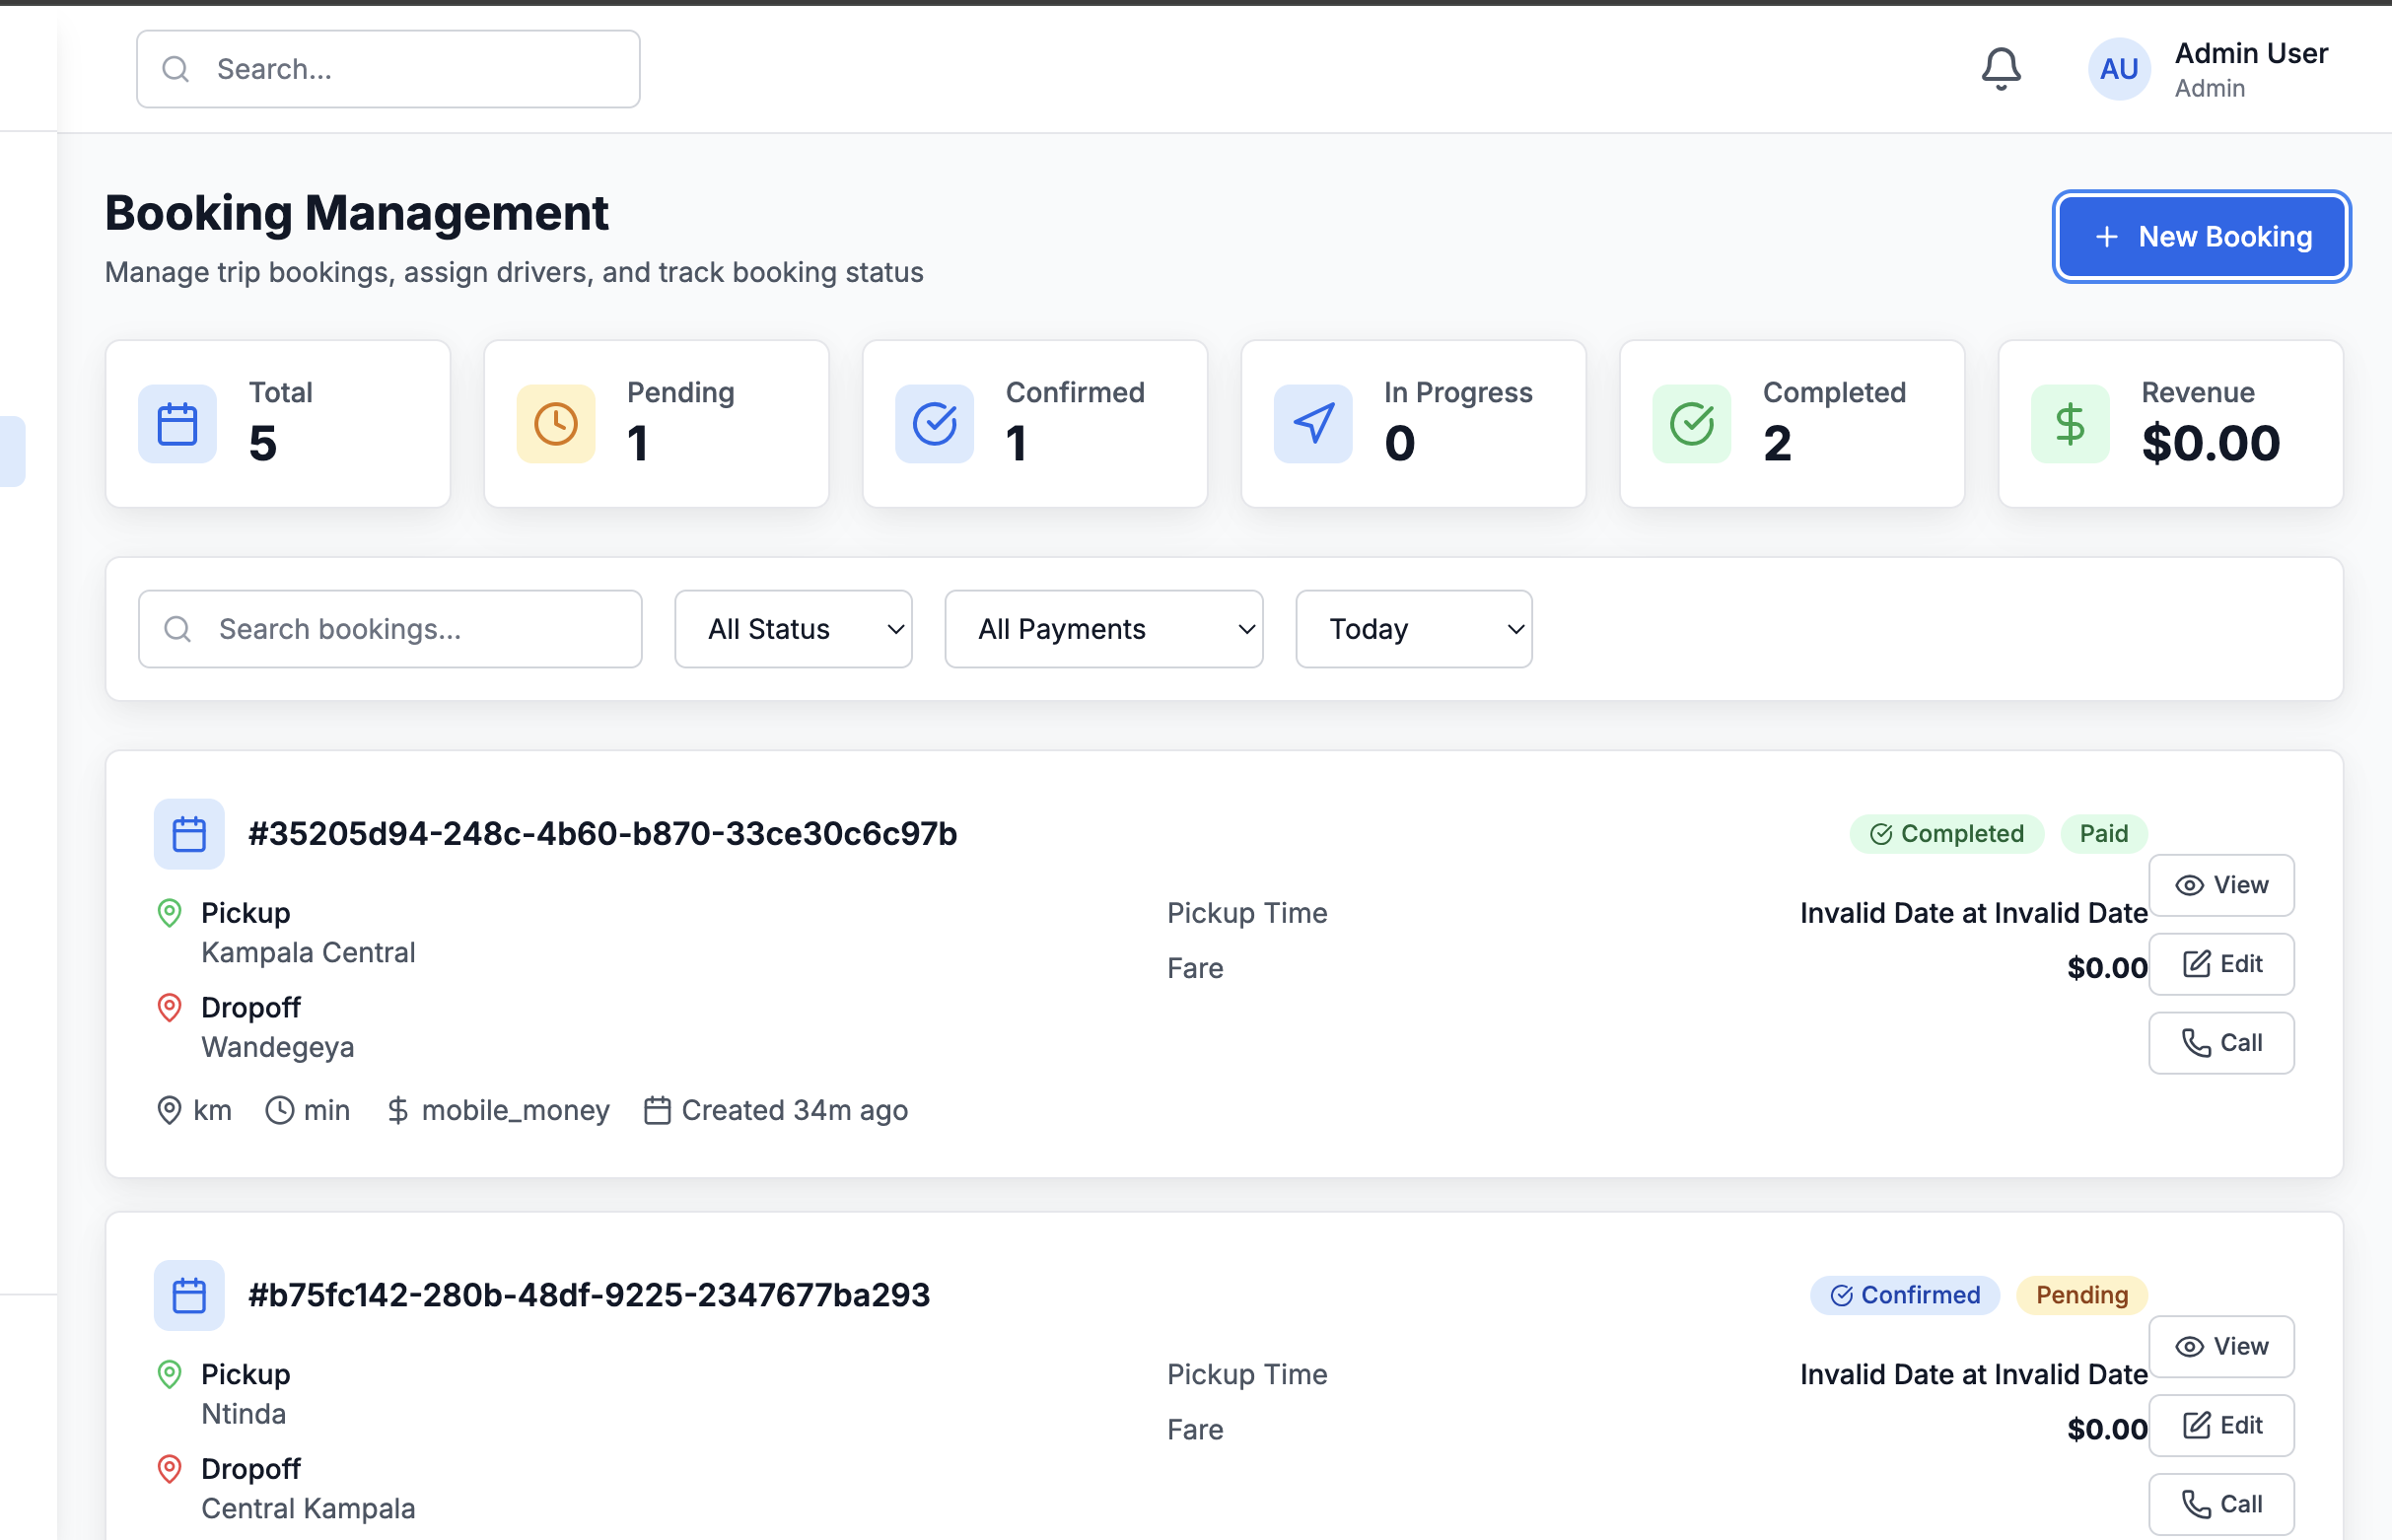 Search...
AU
Admin User
Admin
Booking Management
Manage trip bookings, assign drivers, and track booking status
New Booking
Total
5
Pending
1
Confirmed
1
In Progress
0
Completed
2
Revenue
$0.00
Search bookings...
All Status
All Payments
Today
#35205d94-248c-4b60-b870-33ce30c6c97b
Completed
Paid
View
Pickup
Kampala Central
Pickup Time
Invalid Date at Invalid Date
Edit
Fare
$0.00
Dropoff
Wandegeya
Call
km
min
mobile_money
Created 34m ago
#b75fc142-280b-48df-9225-2347677ba293
Confirmed
Pending
View
Pickup
Ntinda
Pickup Time
Invalid Date at Invalid Date
Edit
Fare
$0.00
Dropoff
Central Kampala
Call